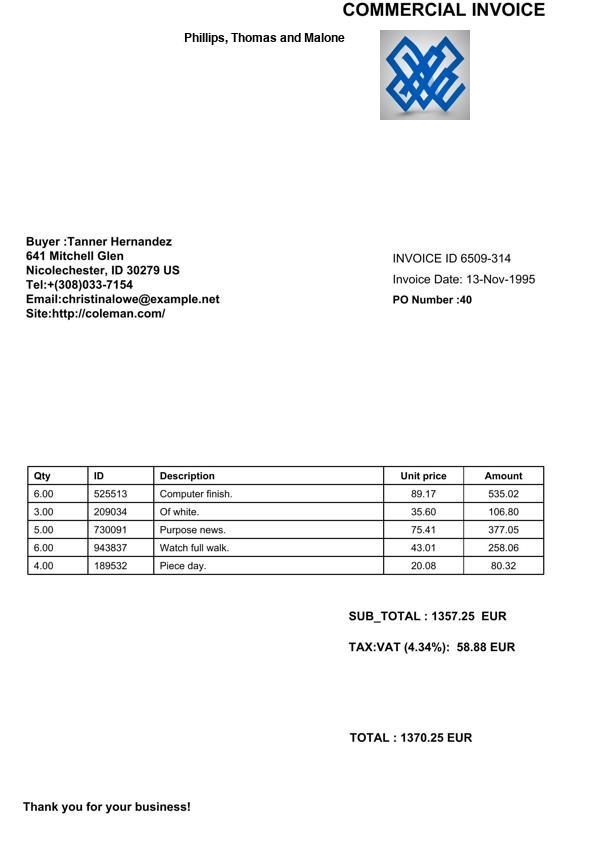 COMMERCIAL INVOICE
Phillips, Thomas and Malone
Buyer :Tanner Hernandez
641 Mitchell Glen
Nicolechester, ID 30279 US
Tel:+(308)033-7154
Email:christinalowe@example.net
Site:http://coleman.com/
INVOICE ID 6509-314
Invoice Date: 13-Nov-1995
PO Number :40
Qty ID Description Unit price Amount
6.00 525513 Computer finish. 89.17 535.02
3.00 209034 Of white. 35.60 106.80
5.00 730091 Purpose news. 75.41 377.05
6.00 943837 Watch full walk. 43.01 258.06
4.00 189532 Piece day. 20.08 80.32
SUB_TOTAL : 1357.25 EUR
TAX:VAT (4.34%): 58.88 EUR
TOTAL : 1370.25 EUR
Thank you for your business!